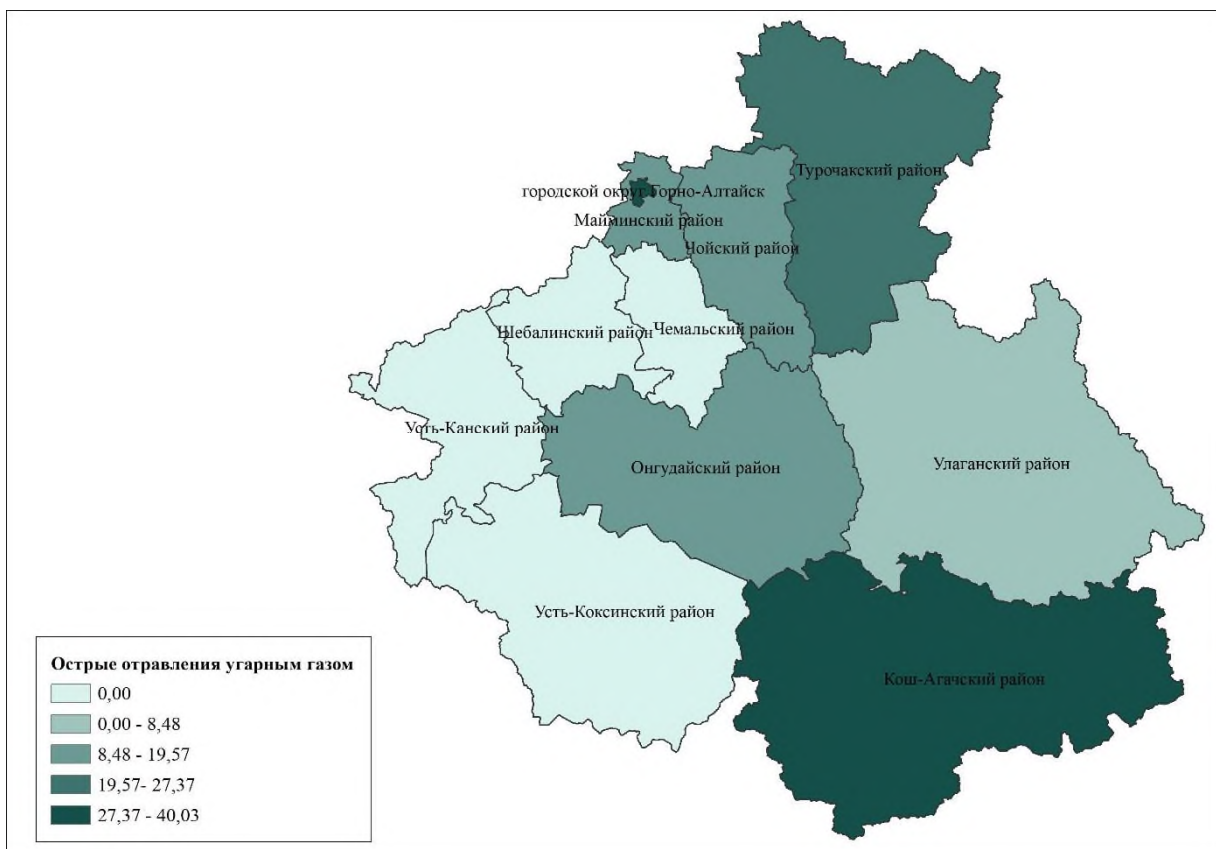 Турочакский район
городской округ Горно-Алтайск
Майминский район
Чойский район
Шебалинский район
Чемальский район
Усть-Канский район
Онгудайский район
Улаганский район
Усть-Коксинский район
Кош-Агачский район
Острые отравления угарным газом
0,00
0,00 - 8,48
8,48 - 19,57
19,57- 27,37
27,37 - 40,03